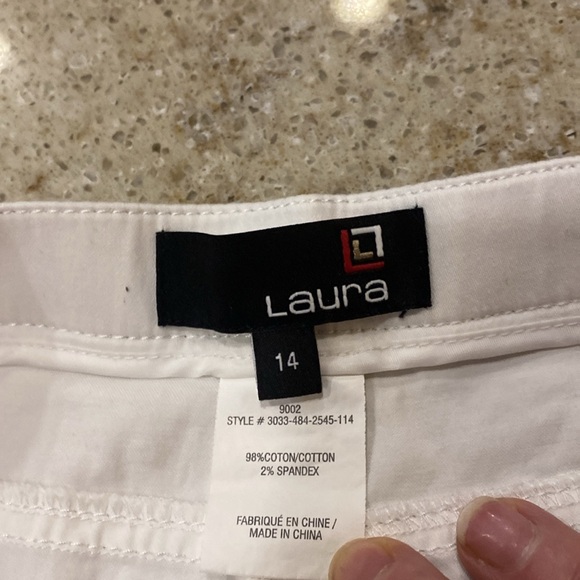 Laura
14
9002
STYLE # 3033-484-2545-114
98%COTON/COTTON
2% SPANDEX
FABRIQUÉ EN CHINE /
MADE IN CHINA